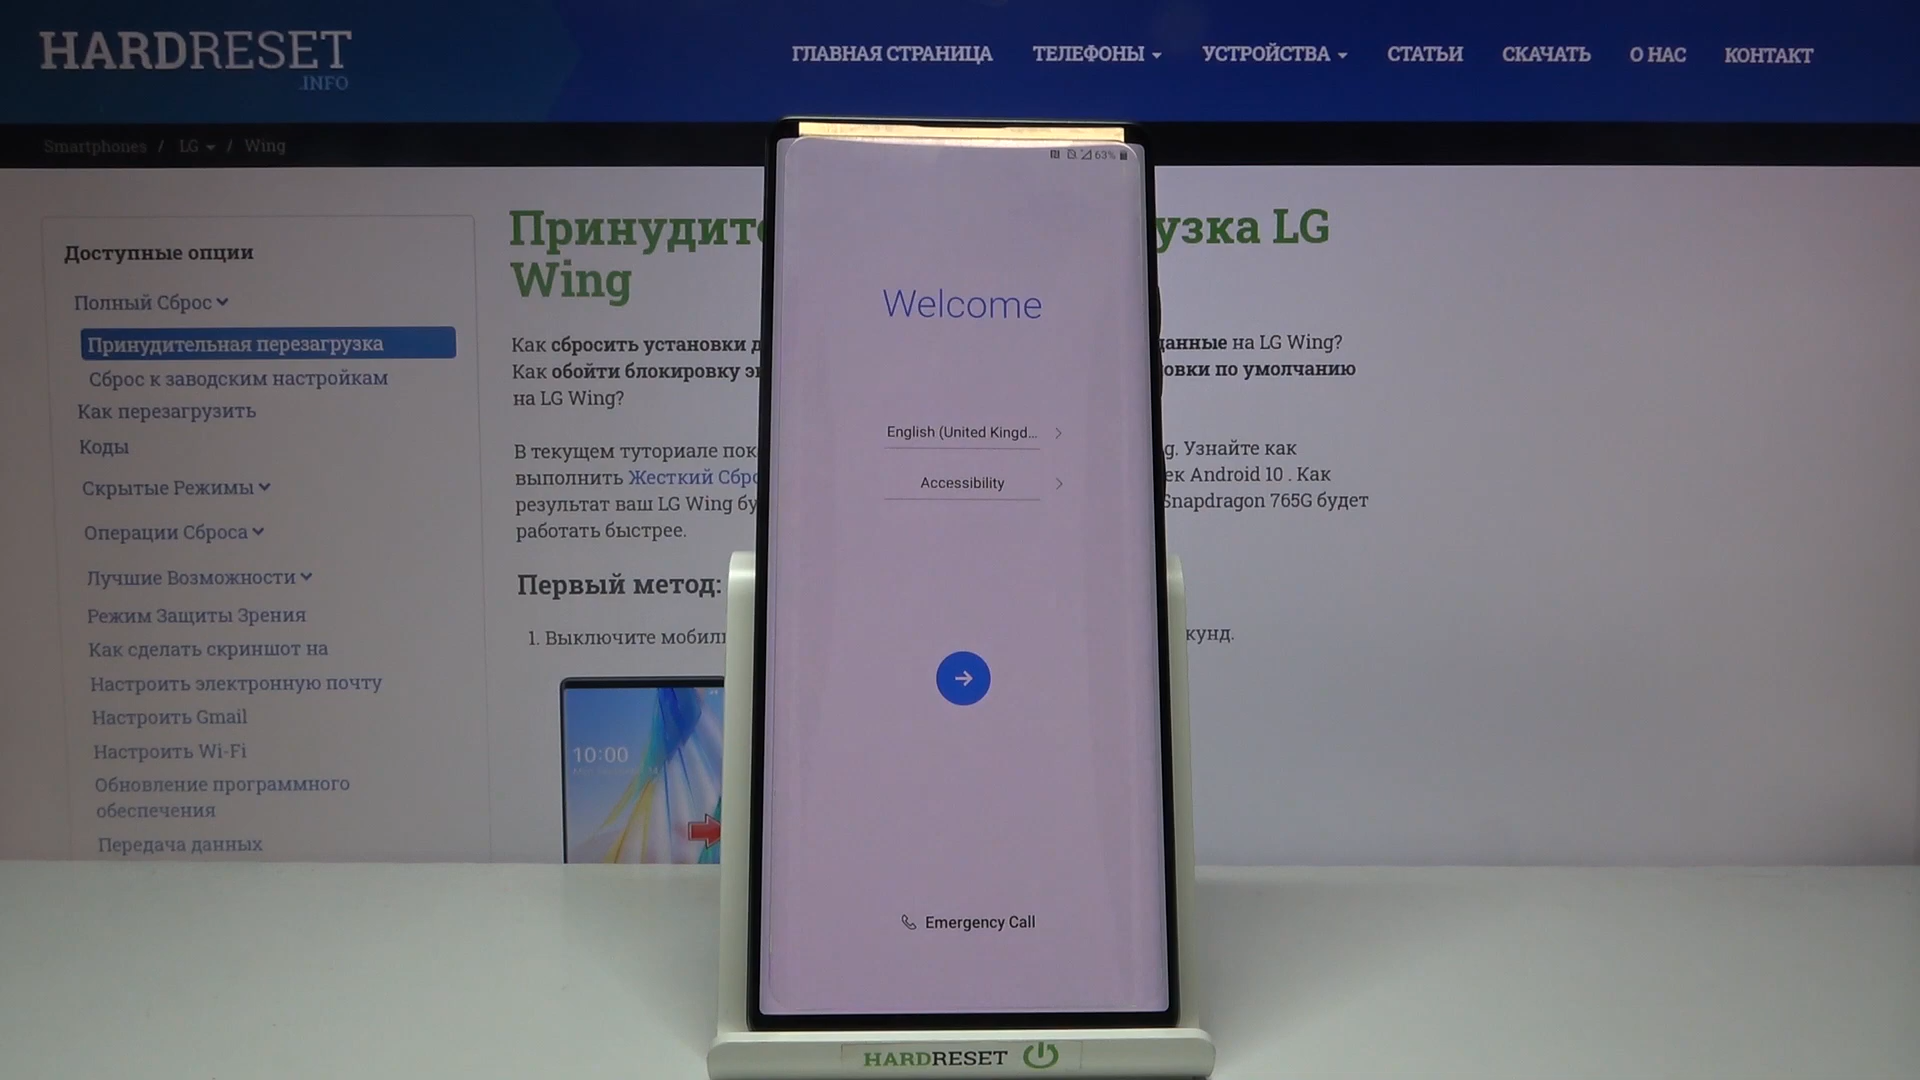 HARDRESET
.INFO
ГЛАВНАЯ СТРАНИЦА ТЕЛЕФОНЫ УСТРОЙСТВА СТАТЬИ СКАЧАТЬ О НАС КОНТАКТ
Smartphones / LG / Wing
Доступные опции
Полный Сброс
Принудительная перезагрузка
Сброс к заводским настройкам
Как перезагрузить
Коды
Скрытые Режимы
Операции Сброса
Лучшие Возможности
Режим Защиты Зрения
Как сделать скриншот на
Настроить электронную почту
Настроить Gmail
Настроить Wi-Fi
Обновление программного
обеспечения
Передача данных
Принудит узка LG
Wing
Как сбросить установки данные на LG Wing?
Как обойти блокировку овки по умолчанию
на LG Wing?
В текущем туториале пок g. Узнайте как
выполнить Жесткий Сбро ек Android 10 . Как
результат ваш LG Wing бу Snapdragon 765G будет
работать быстрее.
Первый метод:
1. Выключите мобил кунд.
10:00
63%
Welcome
English (United Kingd...
Accessibility
Emergency Call
HARDRESET